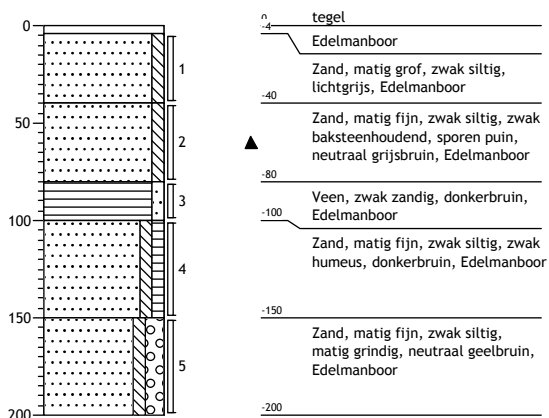 0
tegel
-4
Edelmanboor
Zand, matig grof, zwak siltig,
lichtgrijs, Edelmanboor
1
-40
Zand, matig fijn, zwak siltig, zwak
baksteenhoudend, sporen puin,
neutraal grijsbruin, Edelmanboor
50
2
-80
Veen, zwak zandig, donkerbruin,
Edelmanboor
3
100
-100
Zand, matig fijn, zwak siltig, zwak
humeus, donkerbruin, Edelmanboor
4
150
-150
Zand, matig fijn, zwak siltig,
matig grindig, neutraal geelbruin,
Edelmanboor
5
200
-200